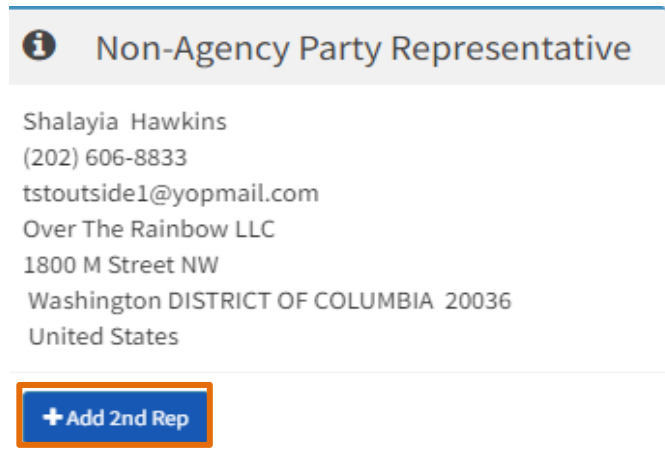 Non-Agency Party Representative
Shalayia Hawkins
(202) 606-8833
tstoutside1@yopmail.com
Over The Rainbow LLC
1800 M Street NW
Washington DISTRICT OF COLUMBIA 20036
United States
+Add 2nd Rep